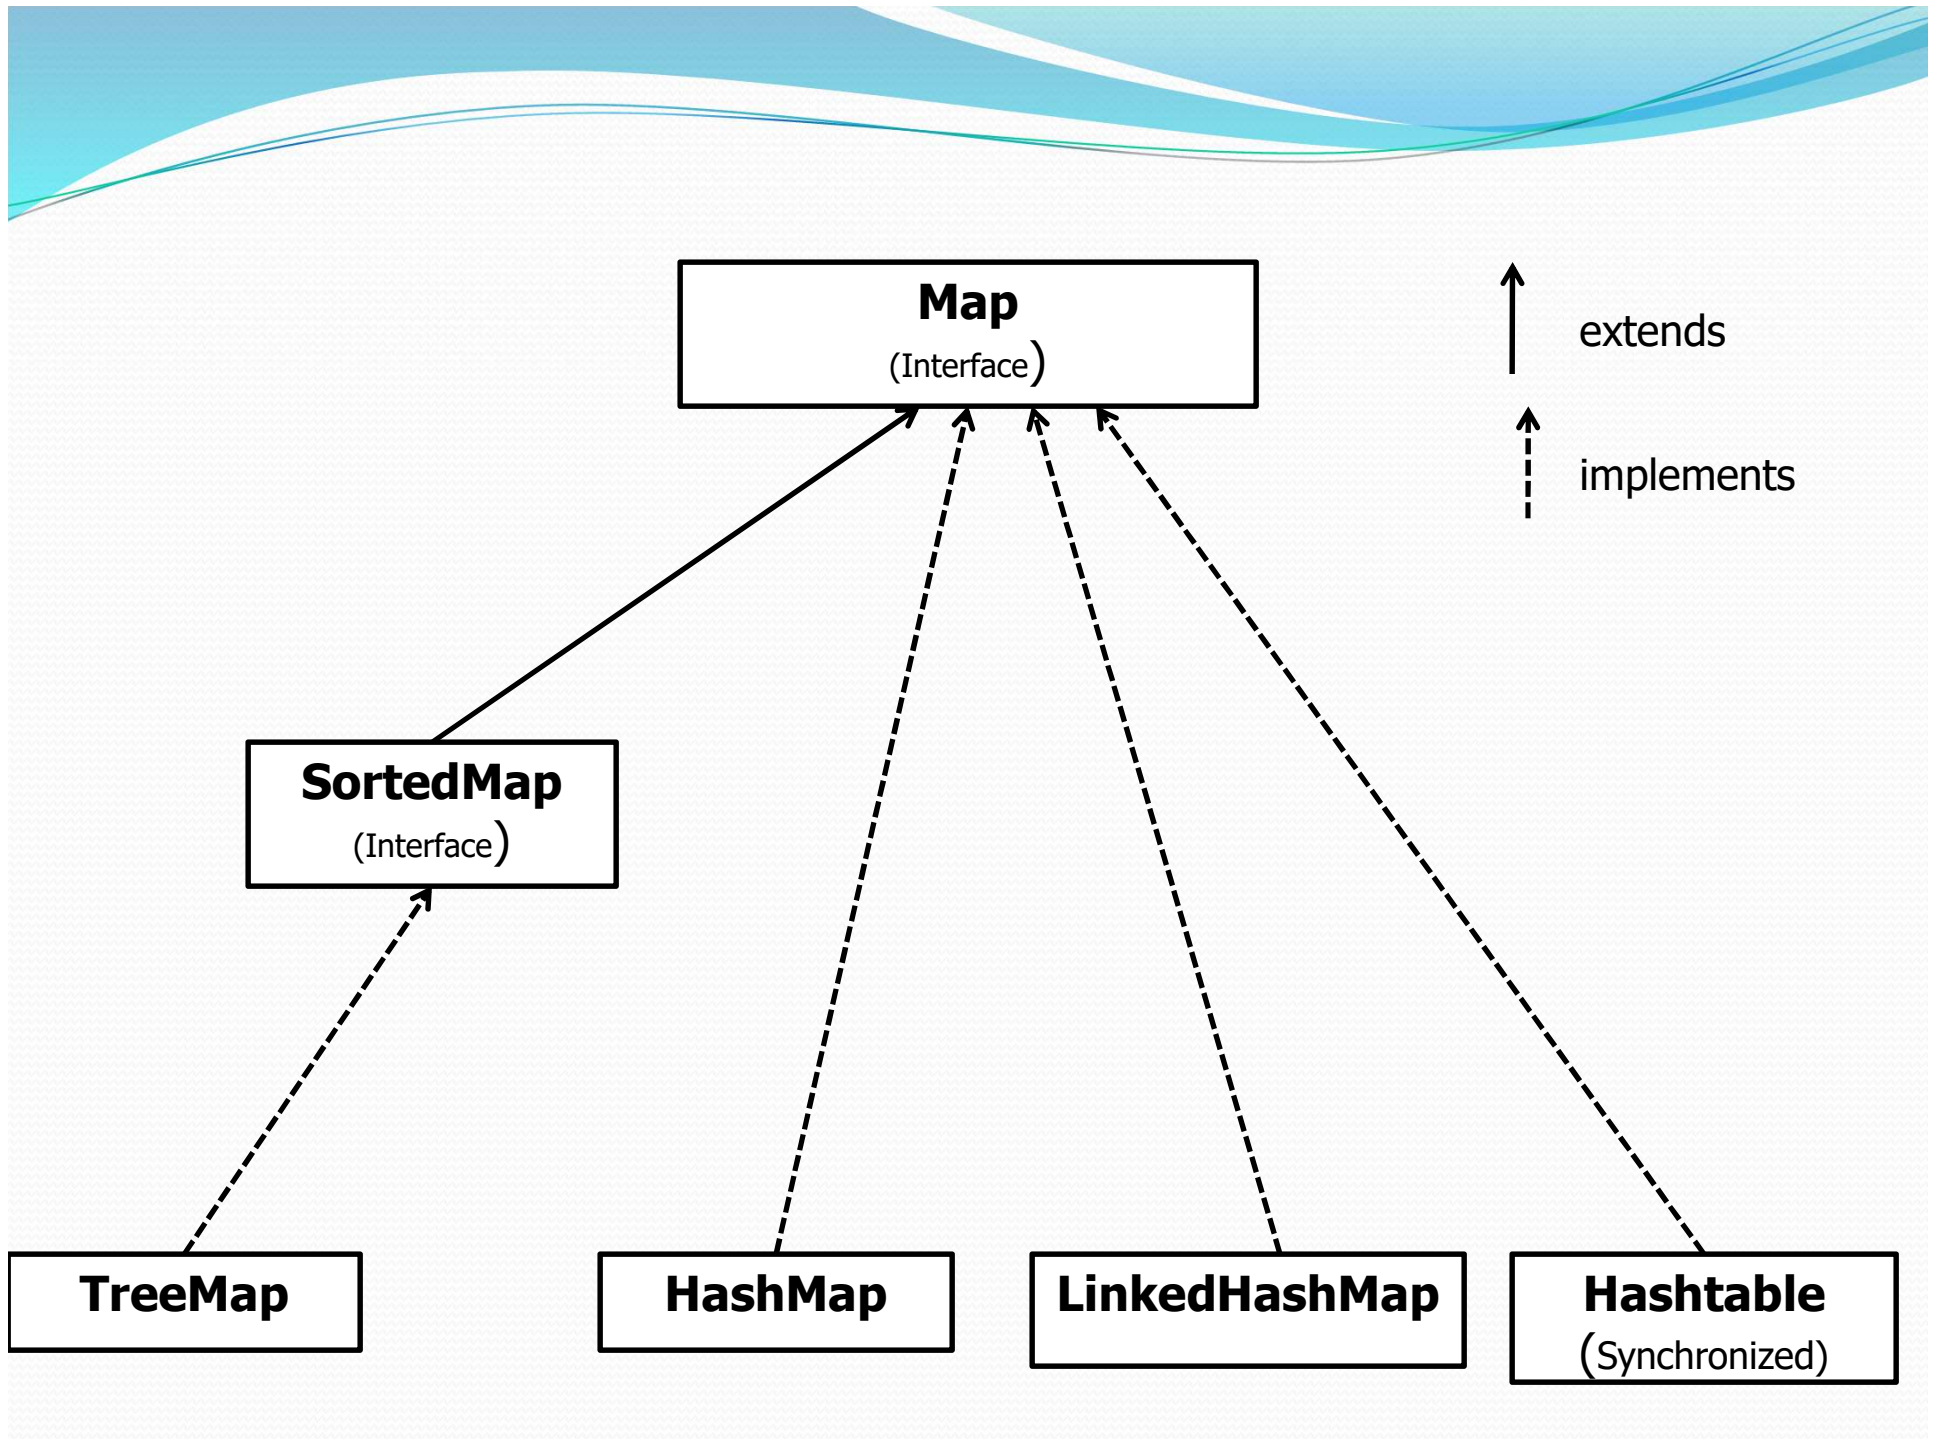 Map
(Interface)
extends
implements
SortedMap
(Interface)
TreeMap
HashMap
LinkedHashMap
Hashtable
(Synchronized)